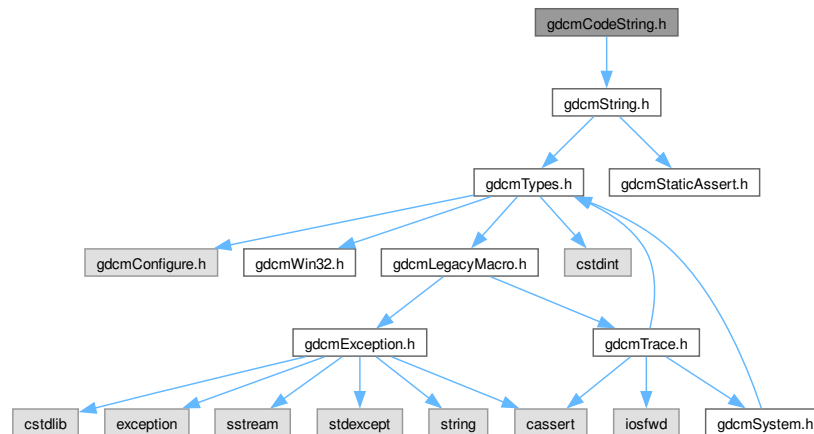 gdcmCodeString.h
gdcmString.h
gdcmTypes.h
gdcmStaticAssert.h
gdcmConfigure.h
gdcmWin32.h
gdcmLegacyMacro.h
cstdint
gdcmException.h
gdcmTrace.h
cstdlib
exception
sstream
stdexcept
string
cassert
iosfwd
gdcmSystem.h